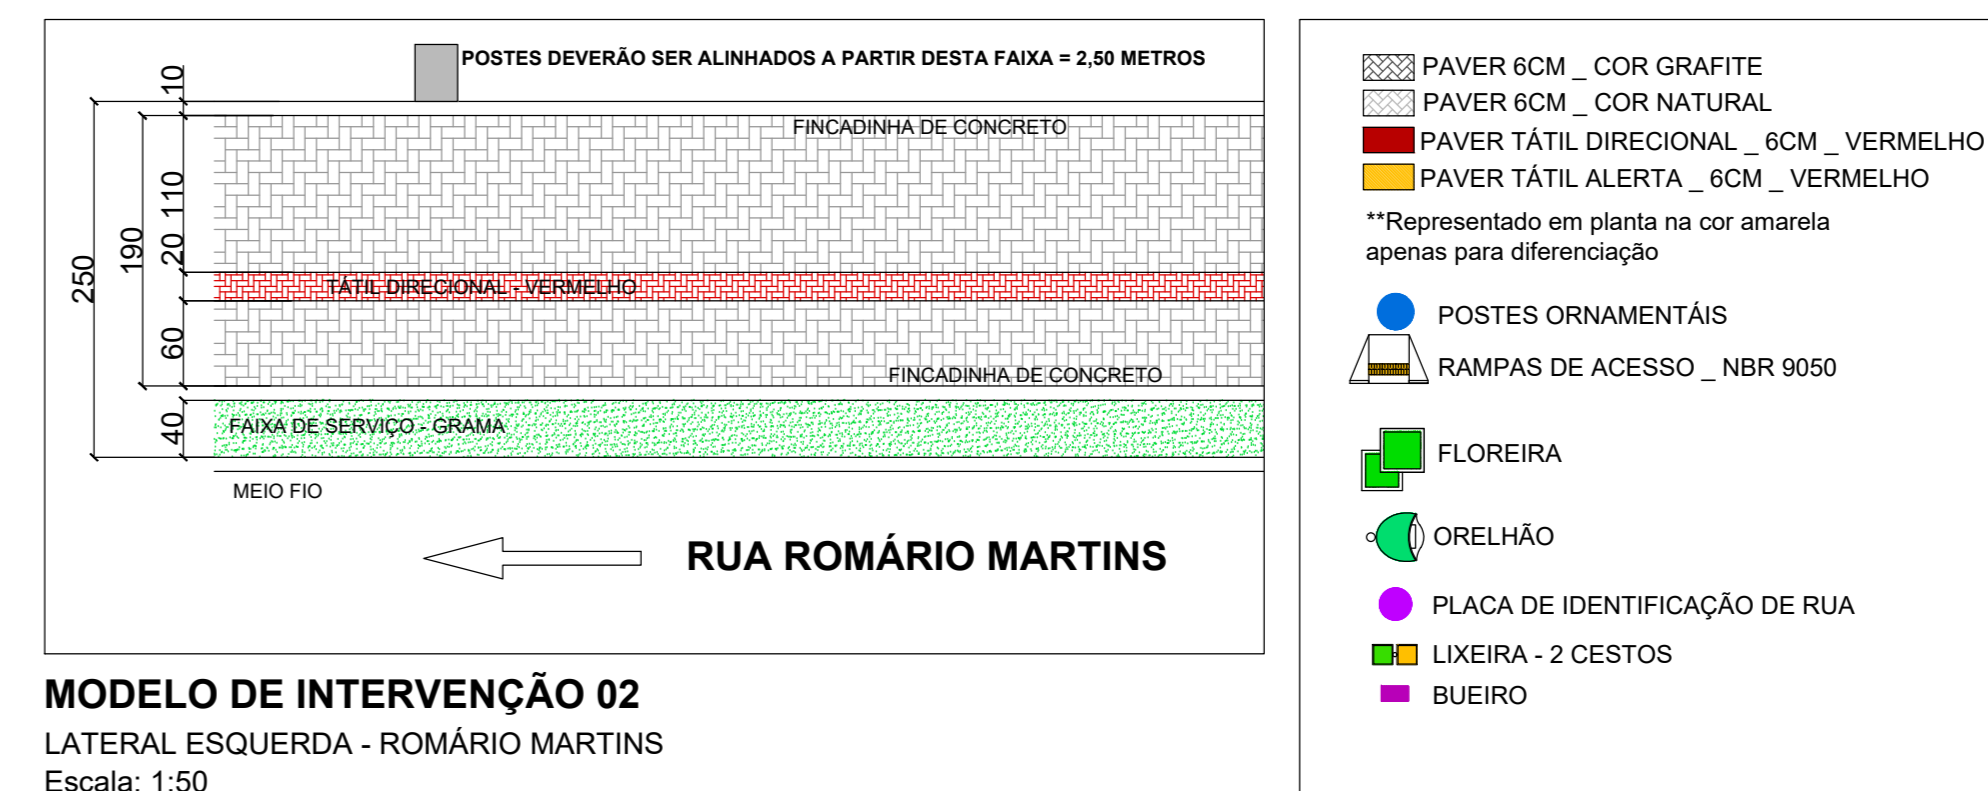 POSTES DEVERÃO SER ALINHADOS A PARTIR DESTA FAIXA = 2,50 METROS
10
FINCADINHA DE CONCRETO
110
190
20
250
TÁTIL DIRECIONAL - VERMELHO
60
FINCADINHA DE CONCRETO
40
FAIXA DE SERVIÇO - GRAMA
MEIO FIO
RUA ROMÁRIO MARTINS
MODELO DE INTERVENÇÃO 02
LATERAL ESQUERDA - ROMÁRIO MARTINS
Escala: 1:50
PAVER 6CM _ COR GRAFITE
PAVER 6CM _ COR NATURAL
PAVER TÁTIL DIRECIONAL _ 6CM _ VERMELHO
PAVER TÁTIL ALERTA _ 6CM _ VERMELHO
**Representado em planta na cor amarela
apenas para diferenciação
POSTES ORNAMENTÁIS
RAMPAS DE ACESSO _ NBR 9050
FLOREIRA
ORELHÃO
PLACA DE IDENTIFICAÇÃO DE RUA
LIXEIRA - 2 CESTOS
BUEIRO